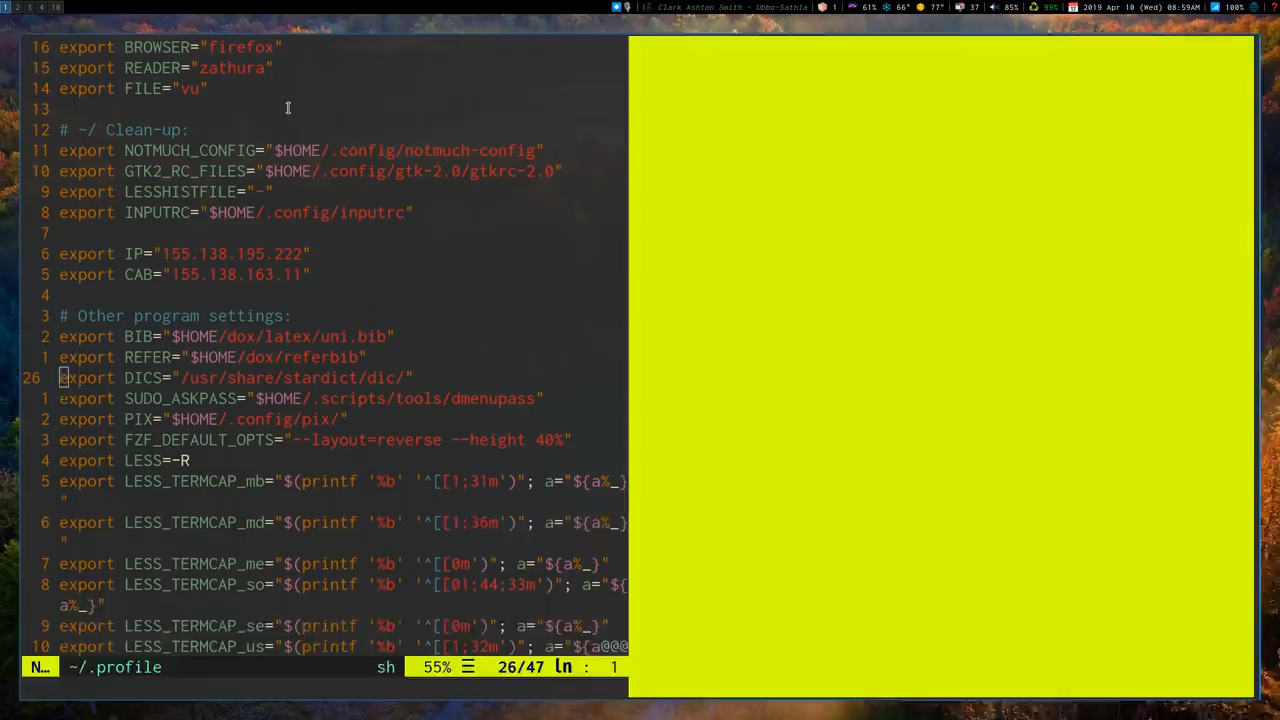 1 2 3 4 10
Clark Ashton Smith - Ubbo-Sathla 1 61% 66° 77° 37 85% 99% 2019 Apr 10 (Wed) 08:59AM 100% ?
16 export BROWSER="firefox"
15 export READER="zathura"
14 export FILE="vu"
13
12 # ~/ Clean-up:
11 export NOTMUCH_CONFIG="$HOME/.config/notmuch-config"
10 export GTK2_RC_FILES="$HOME/.config/gtk-2.0/gtkrc-2.0"
9 export LESSHISTFILE="-"
8 export INPUTRC="$HOME/.config/inputrc"
7
6 export IP="155.138.195.222"
5 export CAB="155.138.163.11"
4
3 # Other program settings:
2 export BIB="$HOME/dox/latex/uni.bib"
1 export REFER="$HOME/dox/referbib"
26 export DICS="/usr/share/stardict/dic/"
1 export SUDO_ASKPASS="$HOME/.scripts/tools/dmenupass"
2 export PIX="$HOME/.config/pix/"
3 export FZF_DEFAULT_OPTS="--layout=reverse --height 40%"
4 export LESS=-R
5 export LESS_TERMCAP_mb="$(printf '%b' '^[[1;31m')"; a="${a%_}
"
6 export LESS_TERMCAP_md="$(printf '%b' '^[[1;36m')"; a="${a%_}
"
7 export LESS_TERMCAP_me="$(printf '%b' '^[[0m')"; a="${a%_}"
8 export LESS_TERMCAP_so="$(printf '%b' '^[[01;44;33m')"; a="${
a%_}"
9 export LESS_TERMCAP_se="$(printf '%b' '^[[0m')"; a="${a%_}"
10 export LESS_TERMCAP_us="$(printf '%b' '^[[1;32m')"; a="${a@@@
N… ~/.profile sh 55% ☰ 26/47 ln : 1